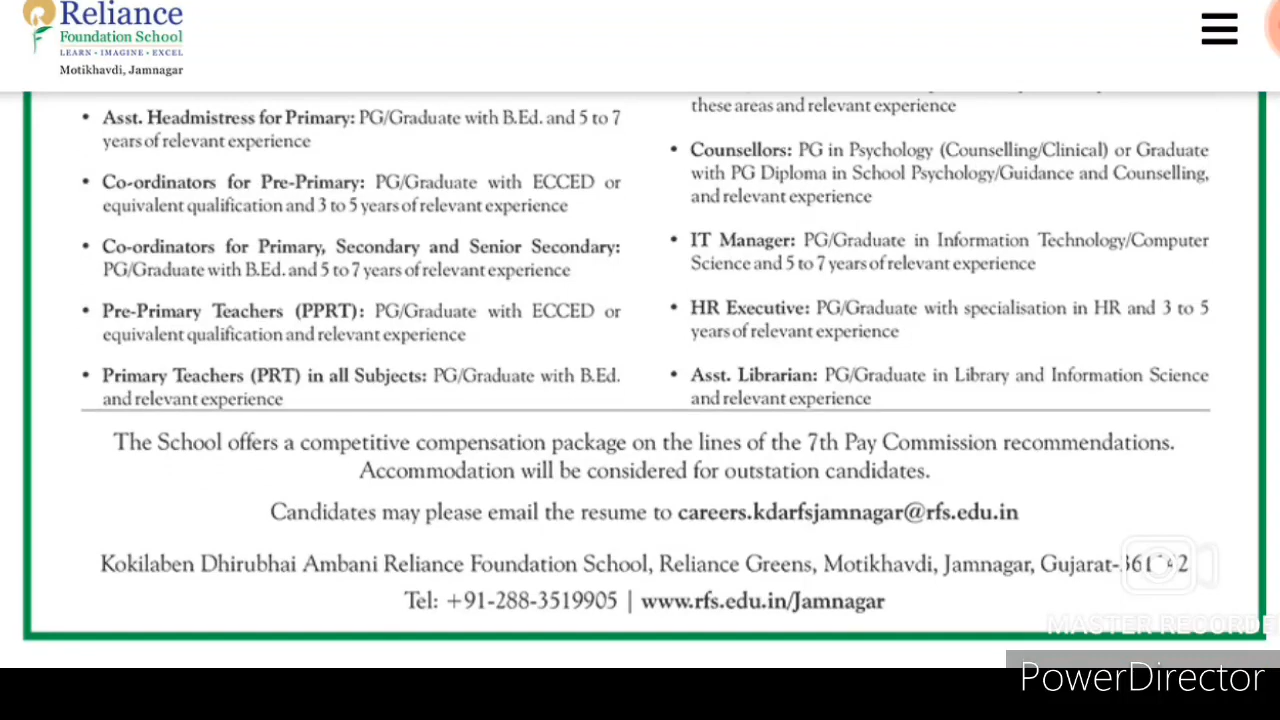 Reliance
Foundation School
LEARN • IMAGINE • EXCEL
Motikhavdi, Jamnagar
• Asst. Headmistress for Primary: PG/Graduate with B.Ed. and 5 to 7
years of relevant experience
• Co-ordinators for Pre-Primary: PG/Graduate with ECCED or
equivalent qualification and 3 to 5 years of relevant experience
• Co-ordinators for Primary, Secondary and Senior Secondary:
PG/Graduate with B.Ed. and 5 to 7 years of relevant experience
• Pre-Primary Teachers (PPRT): PG/Graduate with ECCED or
equivalent qualification and relevant experience
• Primary Teachers (PRT) in all Subjects: PG/Graduate with B.Ed.
and relevant experience
these areas and relevant experience
• Counsellors: PG in Psychology (Counselling/Clinical) or Graduate
with PG Diploma in School Psychology/Guidance and Counselling,
and relevant experience
• IT Manager: PG/Graduate in Information Technology/Computer
Science and 5 to 7 years of relevant experience
• HR Executive: PG/Graduate with specialisation in HR and 3 to 5
years of relevant experience
• Asst. Librarian: PG/Graduate in Library and Information Science
and relevant experience
The School offers a competitive compensation package on the lines of the 7th Pay Commission recommendations.
Accommodation will be considered for outstation candidates.
Candidates may please email the resume to careers.kdarfsjamnagar@rfs.edu.in
Kokilaben Dhirubhai Ambani Reliance Foundation School, Reliance Greens, Motikhavdi, Jamnagar, Gujarat-
Tel: +91-288-3519905 | www.rfs.edu.in/Jamnagar
MASTER RECORDE
PowerDirector